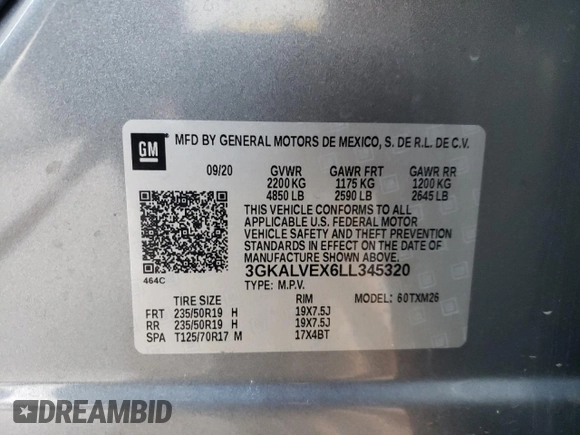 GM
MFD BY GENERAL MOTORS DE MEXICO, S. DE R.L. DE C.V.
09/20 GVWR GAWR FRT GAWR RR
2200 KG 1175 KG 1200 KG
4850 LB 2590 LB 2645 LB
THIS VEHICLE CONFORMS TO ALL
APPLICABLE U.S. FEDERAL MOTOR
VEHICLE SAFETY AND THEFT PREVENTION
STANDARDS IN EFFECT ON THE DATE OF
MANUFACTURE SHOWN ABOVE.
3GKALVEX6LL345320
464C TYPE: M.P.V.
TIRE SIZE RIM MODEL: 60TXM26
FRT 235/50R19 H 19X7.5J
RR 235/50R19 H 19X7.5J
SPA T125/70R17 M 17X4BT
DREAMBID